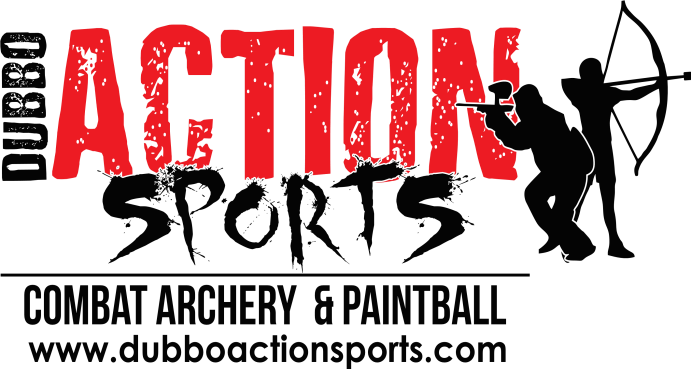 DUBBO
ACTION
SPORTS
COMBAT ARCHERY & PAINTBALL
www.dubboactionsports.com